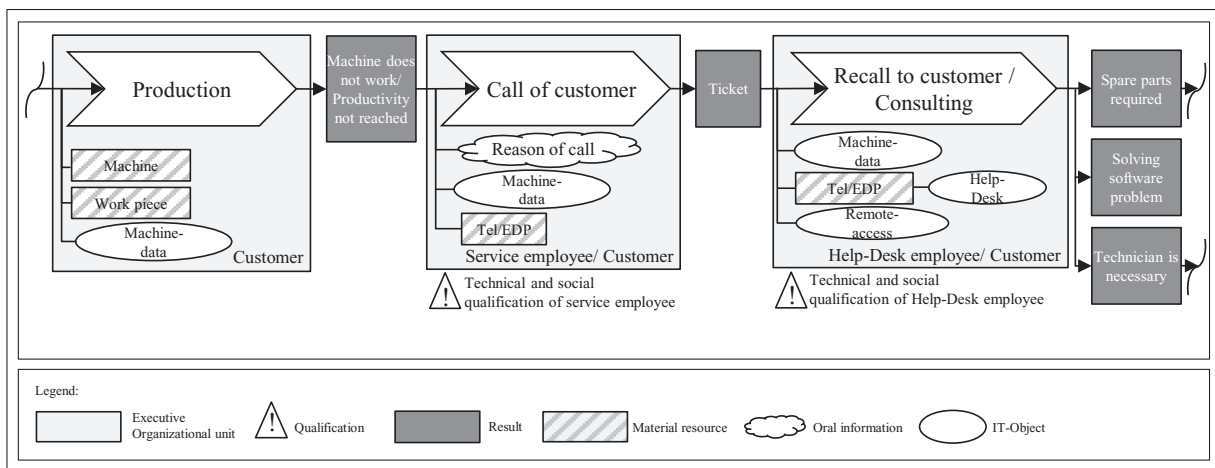 Production
Machine
Work piece
Machine-
data
Customer
Machine does
not work/
Productivity
not reached
Call of customer
Reason of call
Machine-
data
Tel/EDP
Service employee/ Customer
Technical and social
qualification of service employee
Ticket
Recall to customer /
Consulting
Machine-
data
Tel/EDP
Help-
Desk
Remote-
access
Help-Desk employee/ Customer
Technical and social
qualification of Help-Desk employee
Spare parts
required
Solving
software
problem
Technician is
necessary
Legend:
Executive
Organizational unit
Qualification
Result
Material resource
Oral information
IT-Object